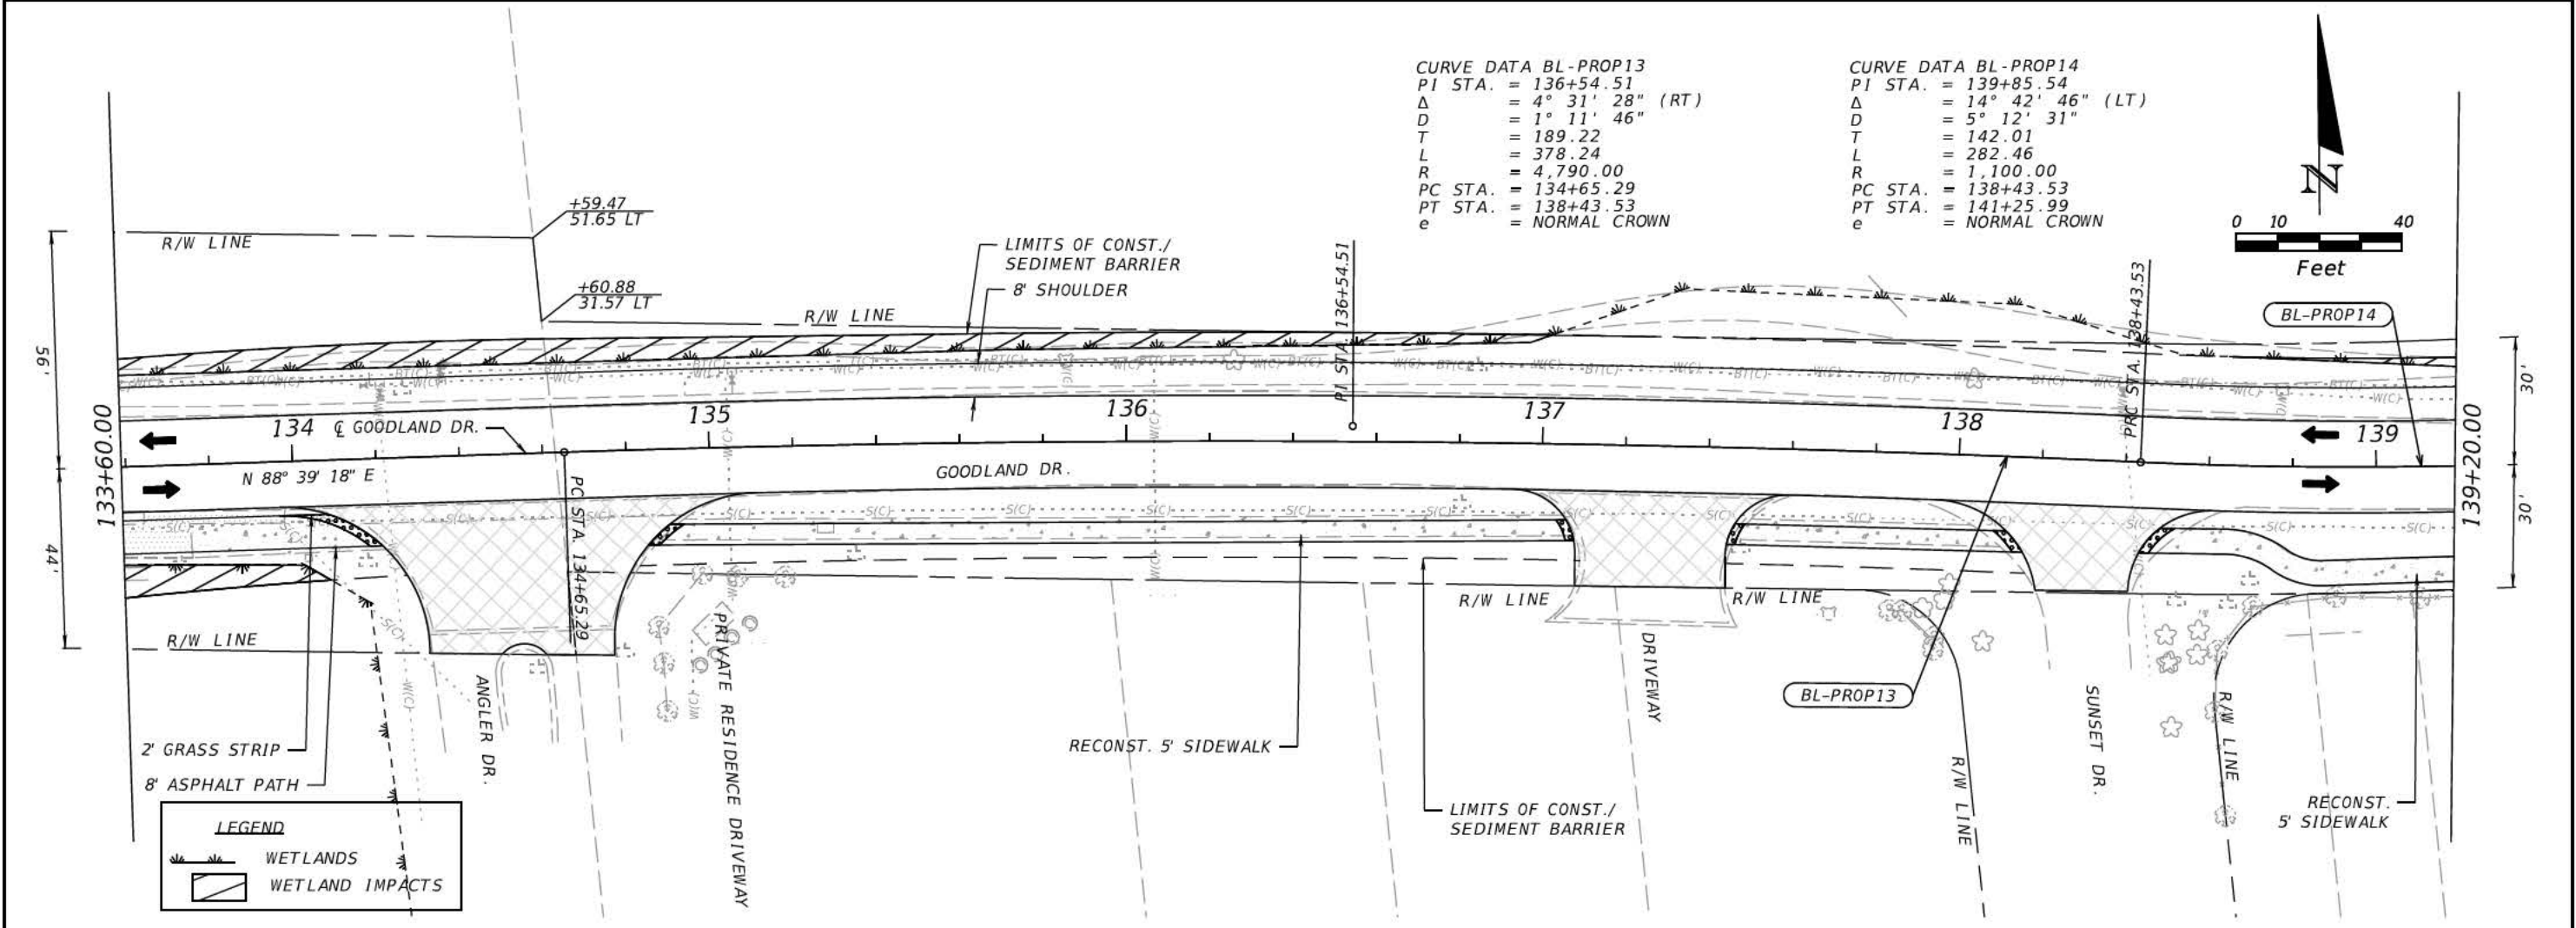 CURVE DATA BL-PROP13
PI STA. = 136+54.51
Δ = 4° 31' 28" (RT)
D = 1° 11' 46"
T = 189.22
L = 378.24
R = 4,790.00
PC STA. = 134+65.29
PT STA. = 138+43.53
e = NORMAL CROWN
CURVE DATA BL-PROP14
PI STA. = 139+85.54
Δ = 14° 42' 46" (LT)
D = 5° 12' 31"
T = 142.01
L = 282.46
R = 1,100.00
PC STA. = 138+43.53
PT STA. = 141+25.99
e = NORMAL CROWN
N
0 10 40
Feet
+59.47
51.65 LT
R/W LINE
LIMITS OF CONST./
SEDIMENT BARRIER
8' SHOULDER
+60.88
31.57 LT
R/W LINE
PI STA. 136+54.51
PRC STA. 138+43.53
BL-PROP14
56'
44'
30'
30'
133+60.00
139+20.00
134
135
136
137
138
139
℄ GOODLAND DR.
N 88° 39' 18" E
GOODLAND DR.
PC STA. 134+65.29
R/W LINE
R/W LINE
R/W LINE
2' GRASS STRIP
8' ASPHALT PATH
ANGLER DR.
PRIVATE RESIDENCE DRIVEWAY
RECONST. 5' SIDEWALK
LIMITS OF CONST./
SEDIMENT BARRIER
DRIVEWAY
BL-PROP13
R/W LINE
SUNSET DR.
R/W LINE
RECONST.
5' SIDEWALK
LEGEND
WETLANDS
WETLAND IMPACTS